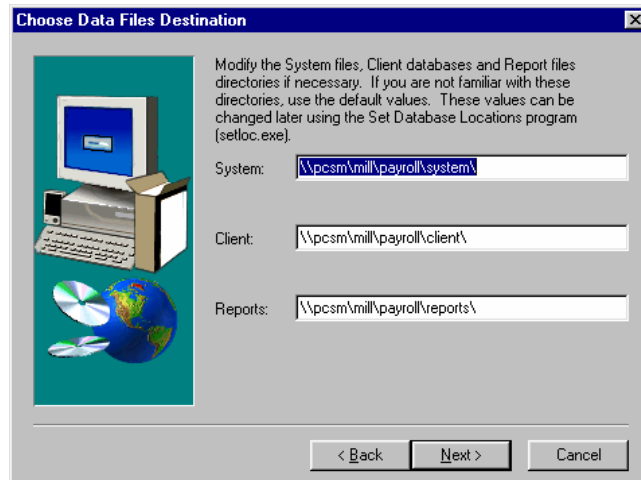 Choose Data Files Destination
Modify the System files, Client databases and Report files
directories if necessary.  If you are not familiar with these
directories, use the default values.  These values can be
changed later using the Set Database Locations program
(setloc.exe).
System: \\pcsm\mill\payroll\system\
Client: \\pcsm\mill\payroll\client\
Reports: \\pcsm\mill\payroll\reports\
< Back Next > Cancel